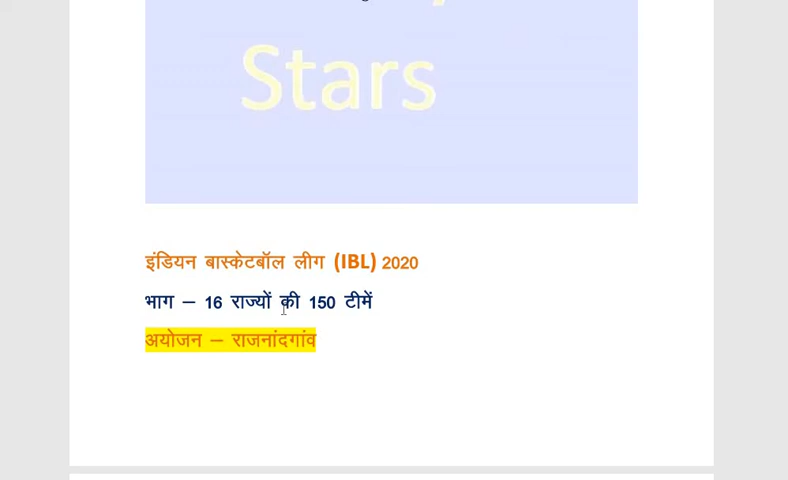 Stars
इंडियन बास्केटबॉल लीग (IBL) 2020
भाग – 16 राज्यों की 150 टीमें
अयोजन – राजनांदगांव